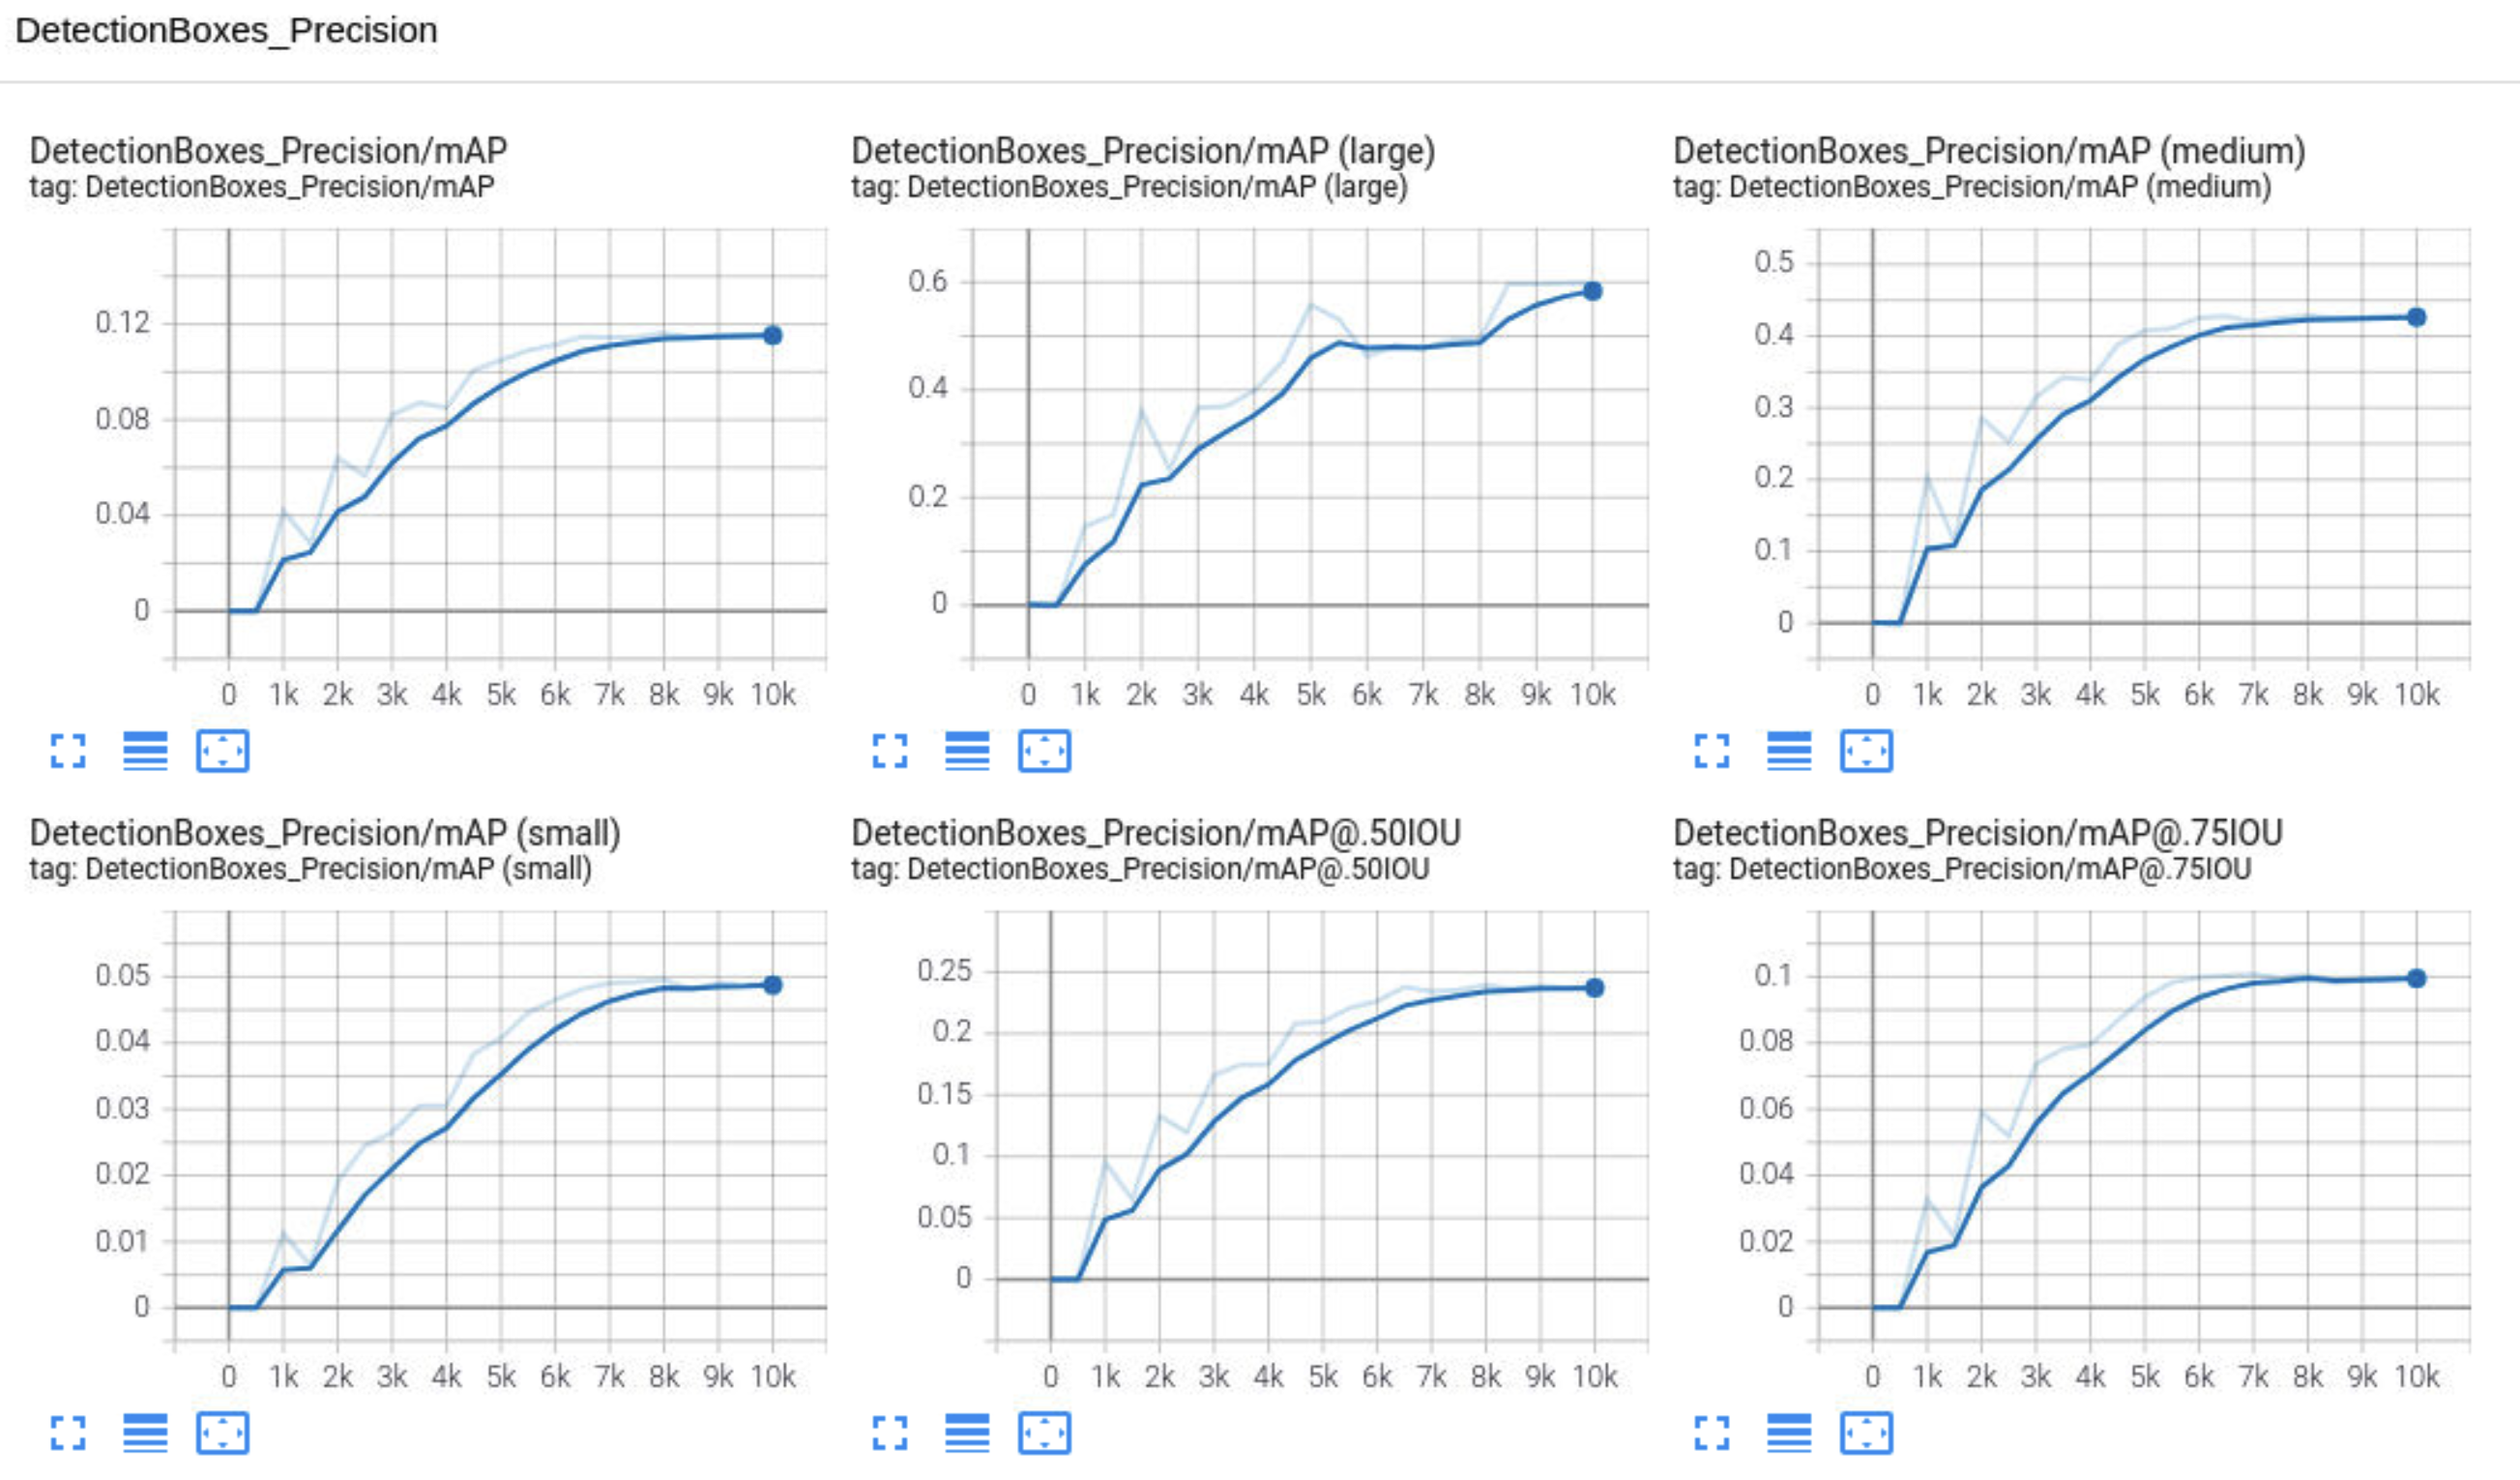 DetectionBoxes_Precision
DetectionBoxes_Precision/mAP
tag: DetectionBoxes_Precision/mAP
0.12
0.08
0.04
0
0 1k 2k 3k 4k 5k 6k 7k 8k 9k 10k
DetectionBoxes_Precision/mAP (large)
tag: DetectionBoxes_Precision/mAP (large)
0.6
0.4
0.2
0
0 1k 2k 3k 4k 5k 6k 7k 8k 9k 10k
DetectionBoxes_Precision/mAP (medium)
tag: DetectionBoxes_Precision/mAP (medium)
0.5
0.4
0.3
0.2
0.1
0
0 1k 2k 3k 4k 5k 6k 7k 8k 9k 10k
DetectionBoxes_Precision/mAP (small)
tag: DetectionBoxes_Precision/mAP (small)
0.05
0.04
0.03
0.02
0.01
0
0 1k 2k 3k 4k 5k 6k 7k 8k 9k 10k
DetectionBoxes_Precision/mAP@.50IOU
tag: DetectionBoxes_Precision/mAP@.50IOU
0.25
0.2
0.15
0.1
0.05
0
0 1k 2k 3k 4k 5k 6k 7k 8k 9k 10k
DetectionBoxes_Precision/mAP@.75IOU
tag: DetectionBoxes_Precision/mAP@.75IOU
0.1
0.08
0.06
0.04
0.02
0
0 1k 2k 3k 4k 5k 6k 7k 8k 9k 10k